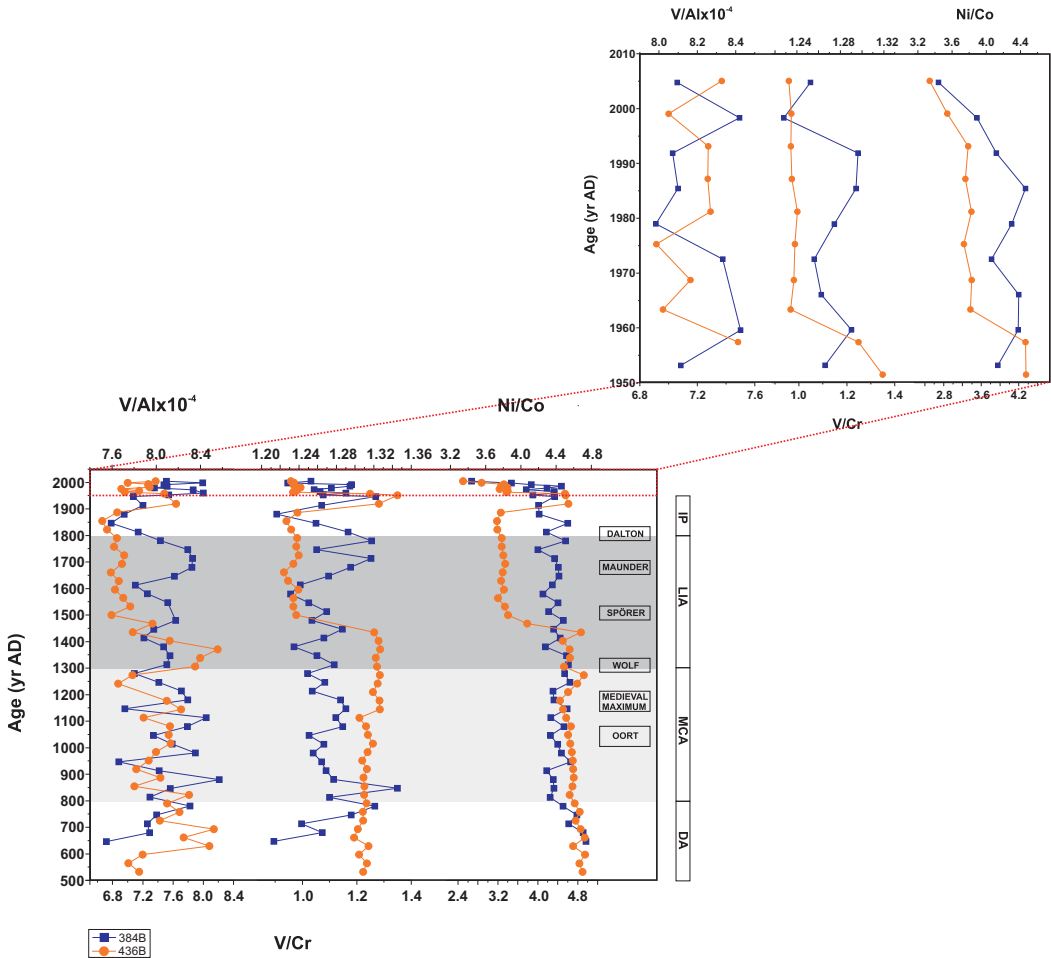 V/Alx10-4 Ni/Co
8.0 8.2 8.4 1.24 1.28 1.32 3.2 3.6 4.0 4.4
2010
2000
1990
1980
1970
1960
1950
Age (yr AD)
6.8 7.2 7.6 1.0 1.2 1.4 2.8 3.6 4.2
V/Cr
V/Alx10-4 Ni/Co
7.6 8.0 8.4 1.20 1.24 1.28 1.32 1.36 3.2 3.6 4.0 4.4 4.8
2000
1900
1800
1700
1600
1500
1400
1300
1200
1100
1000
900
800
700
600
500
Age (yr AD)
DALTON
MAUNDER
SPÖRER
WOLF
MEDIEVAL
MAXIMUM
OORT
IP
LIA
MCA
DA
6.8 7.2 7.6 8.0 8.4 1.0 1.2 2.4 3.2 4.0 4.8
V/Cr
384B
436B